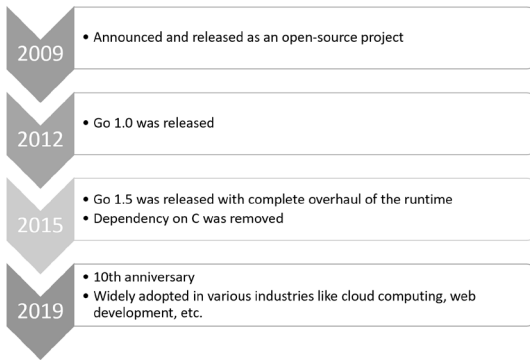 2009
• Announced and released as an open-source project
2012
• Go 1.0 was released
2015
• Go 1.5 was released with complete overhaul of the runtime
• Dependency on C was removed
2019
• 10th anniversary
• Widely adopted in various industries like cloud computing, web
development, etc.